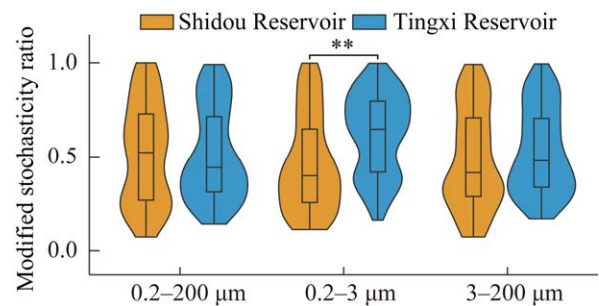 Shidou Reservoir Tingxi Reservoir
Modified stochasticity ratio
1.0
0.5
0.0
**
0.2–200 μm 0.2–3 μm 3–200 μm